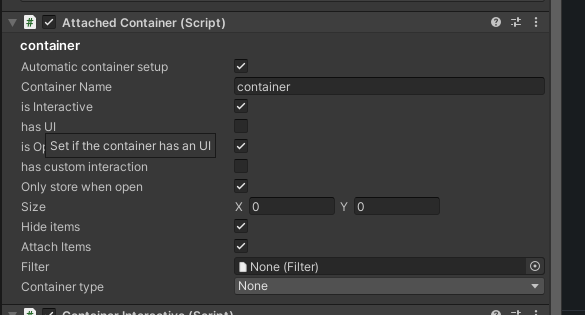 # Attached Container (Script)
container
Automatic container setup
Container Name container
is Interactive
has UI
Set if the container has an UI
has custom interaction
Only store when open
Size X 0 Y 0
Hide items
Attach Items
Filter None (Filter)
Container type None
# Container Interactive (Script)